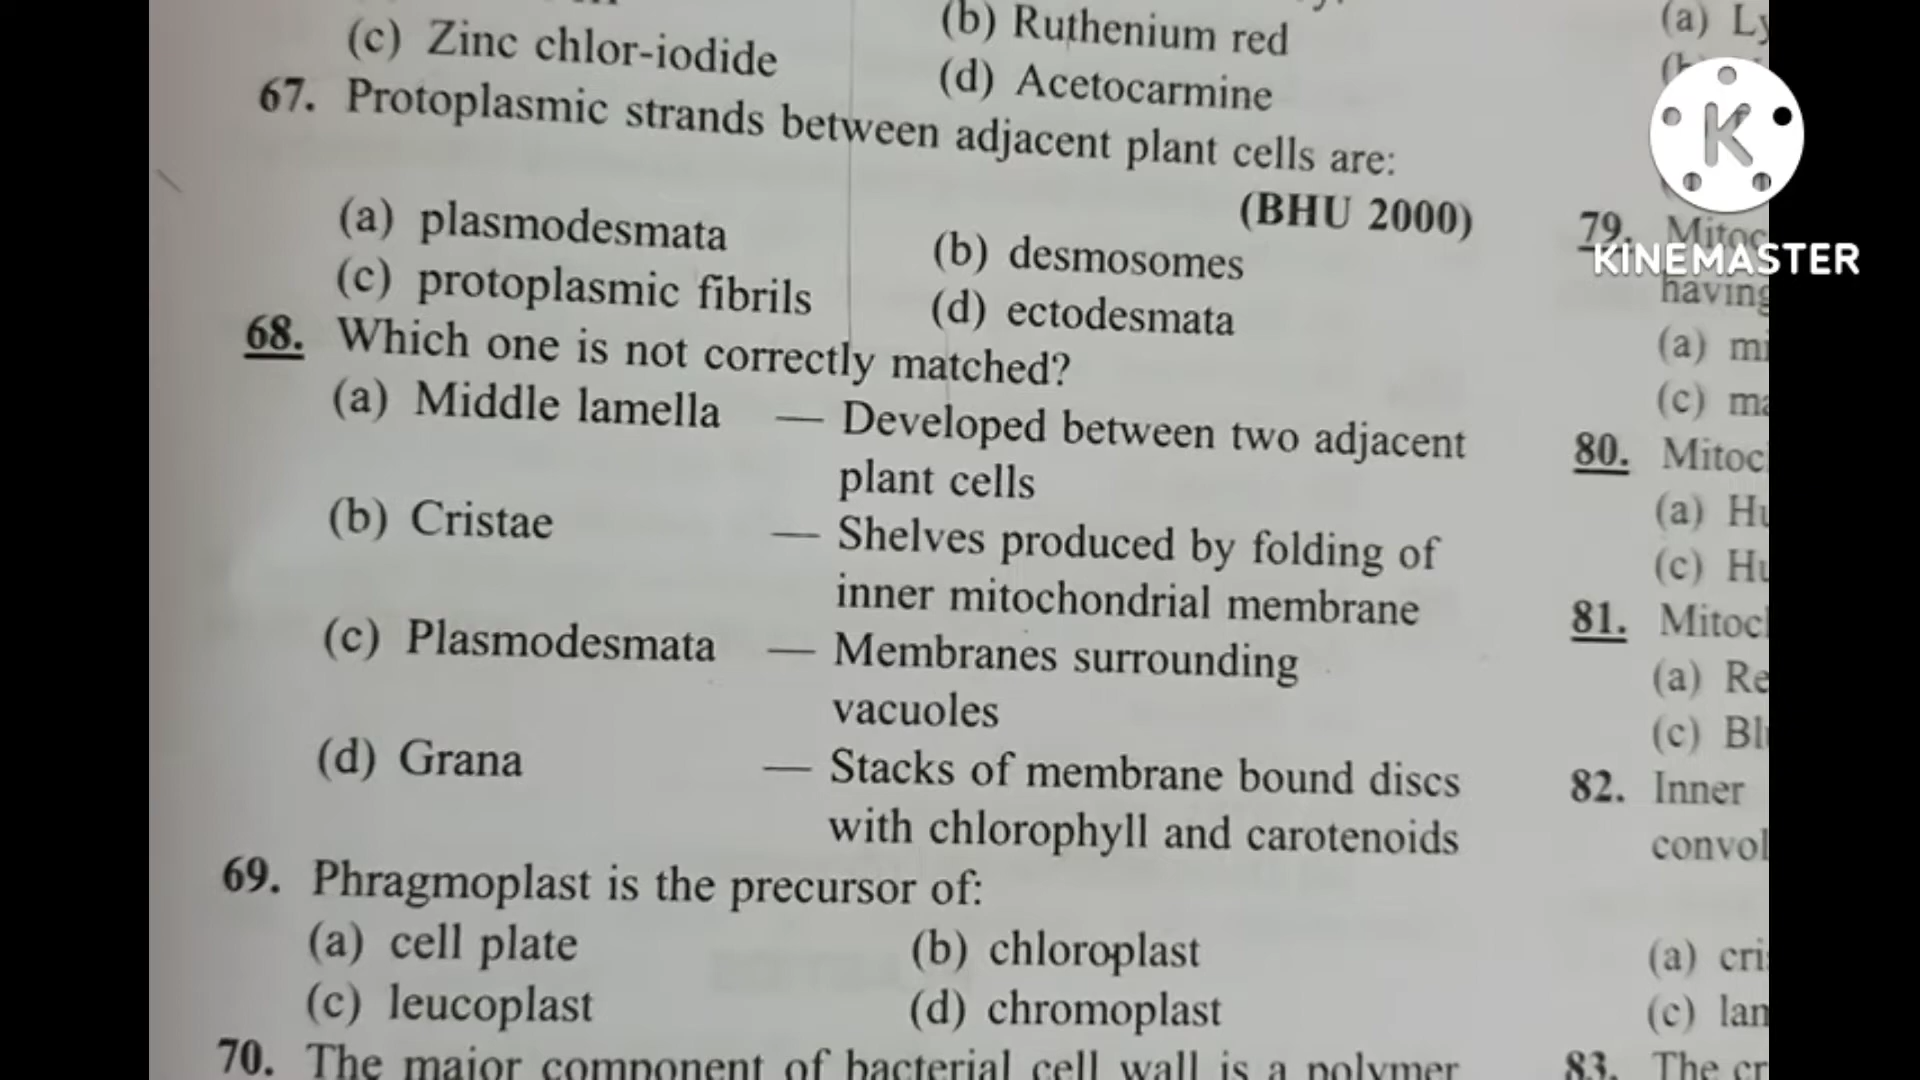 (c) Zinc chlor-iodide
(b) Ruthenium red
(d) Acetocarmine
67. Protoplasmic strands between adjacent plant cells are:
(BHU 2000)
(a) plasmodesmata
(b) desmosomes
(c) protoplasmic fibrils
(d) ectodesmata
68. Which one is not correctly matched?
(a) Middle lamella — Developed between two adjacent
plant cells
(b) Cristae — Shelves produced by folding of
inner mitochondrial membrane
(c) Plasmodesmata — Membranes surrounding
vacuoles
(d) Grana — Stacks of membrane bound discs
with chlorophyll and carotenoids
69. Phragmoplast is the precursor of:
(a) cell plate
(b) chloroplast
(c) leucoplast
(d) chromoplast
70. The major component of bacterial cell wall is a polymer
(a)
K
KINEMASTER
79.
having
(a)
(c)
80.
(a)
(c)
81.
(a)
(c)
82. Inner
(a)
(c)
83. The